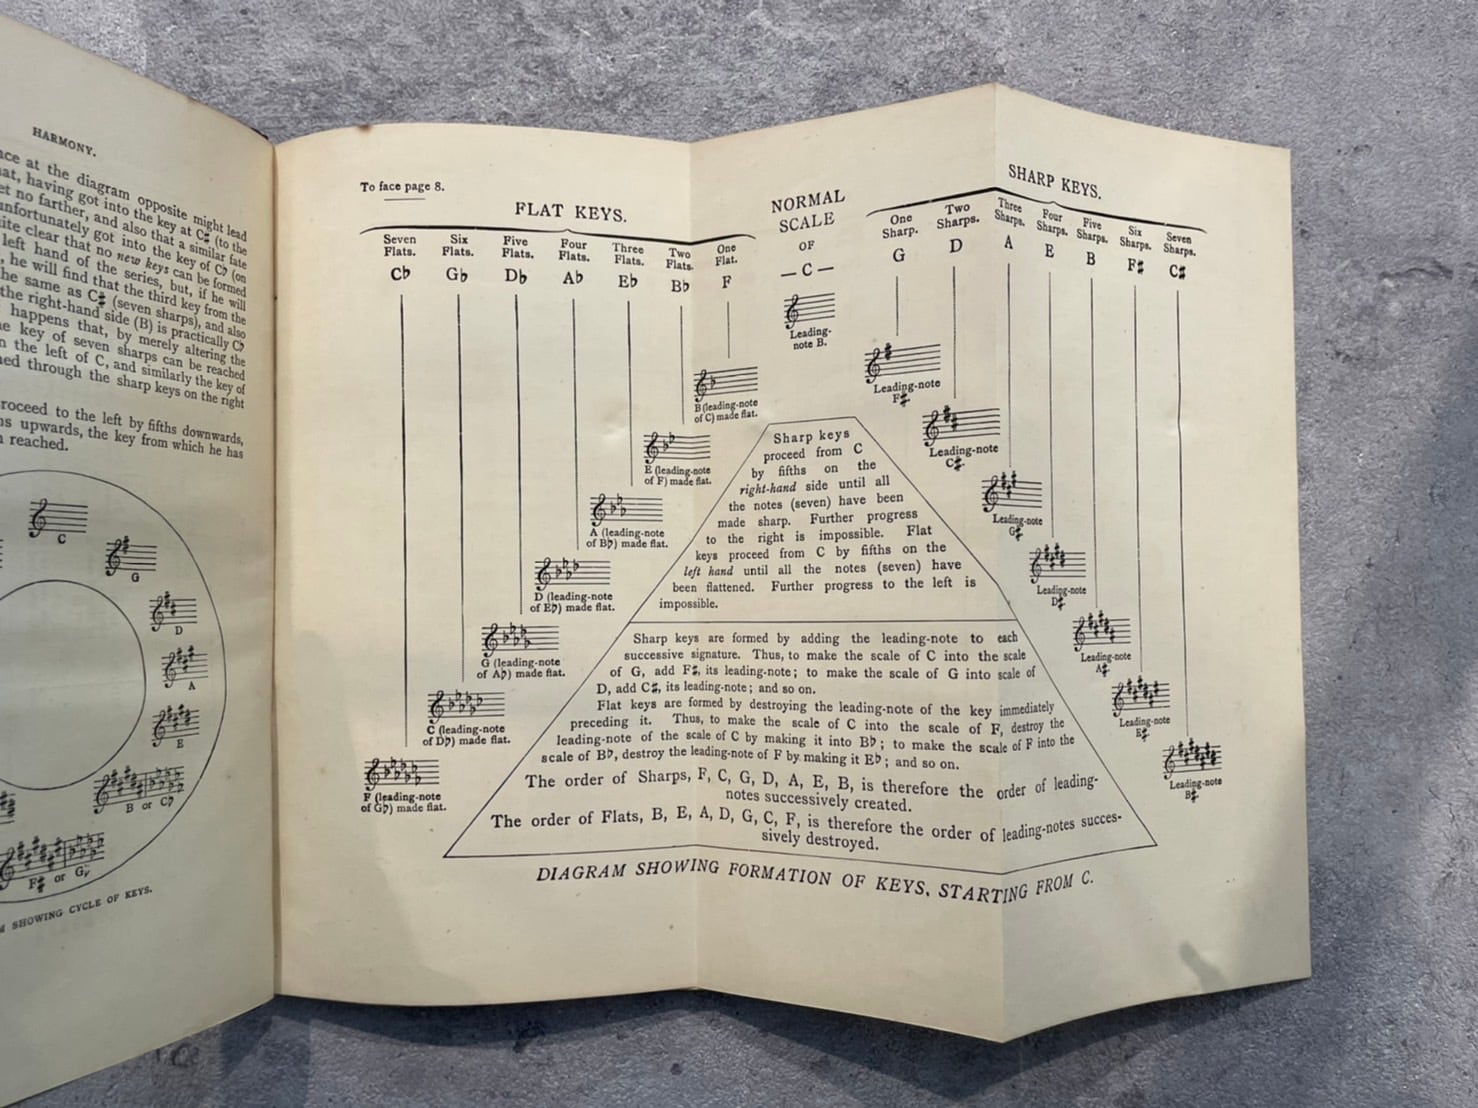 HARMONY.
nce at the diagram opposite might lead
at, having got into the key at C♯ (to the
et no farther, and also that a similar fate
unfortunately got into the key of C♭ (on
ite clear that no new keys can be formed
left hand of the series, but, if he will
, he will find that the third key from the
he same as C♯ (seven sharps), and also
the right-hand side (B) is practically C♭
happens that, by merely altering the
e key of seven sharps can be reached
n the left of C, and similarly the key of
ned through the sharp keys on the right
roceed to the left by fifths downwards,
ns upwards, the key from which he has
n reached.
C
G
D
A
E
B or C♭
F♯ or G♭
M SHOWING CYCLE OF KEYS.
To face page 8.
FLAT KEYS.
Seven Flats. C♭
Six Flats. G♭
Five Flats. D♭
Four Flats. A♭
Three Flats. E♭
Two Flats. B♭
One Flat. F
NORMAL
SCALE
OF
—C—
Leading-
note B.
SHARP KEYS.
One Sharp. G
Two Sharps. D
Three Sharps. A
Four Sharps. E
Five Sharps. B
Six Sharps. F♯
Seven Sharps. C♯
B (leading-note
of C) made flat.
E (leading-note
of F) made flat.
A (leading-note
of B♭) made flat.
D (leading-note
of E♭) made flat.
G (leading-note
of A♭) made flat.
C (leading-note
of D♭) made flat.
F (leading-note
of G♭) made flat.
Leading-note
F♯.
Leading-note
C♯.
Leading-note
G♯
Leading-note
D♯
Leading-note
A♯
Leading-note
E♯
Leading-note
B♯
Sharp keys
proceed from C
by fifths on the
right-hand side until all
the notes (seven) have been
made sharp. Further progress
to the right is impossible. Flat
keys proceed from C by fifths on the
left hand until all the notes (seven) have
been flattened. Further progress to the left is
impossible.
Sharp keys are formed by adding the leading-note to each
successive signature. Thus, to make the scale of C into the scale
of G, add F♯, its leading-note; to make the scale of G into scale of
D, add C♯, its leading-note; and so on.
Flat keys are formed by destroying the leading-note of the key immediately
preceding it. Thus, to make the scale of C into the scale of F, destroy the
leading-note of the scale of C by making it into B♭; to make the scale of F into the
scale of B♭, destroy the leading-note of F by making it E♭; and so on.
The order of Sharps, F, C, G, D, A, E, B, is therefore the order of leading-
notes successively created.
The order of Flats, B, E, A, D, G, C, F, is therefore the order of leading-notes succes-
sively destroyed.
DIAGRAM SHOWING FORMATION OF KEYS, STARTING FROM C.